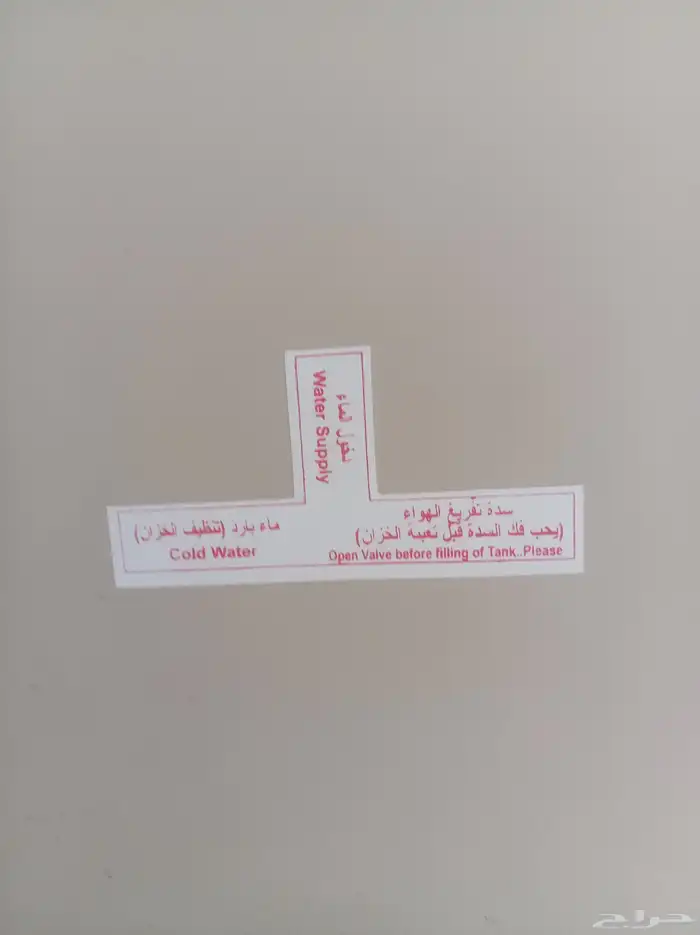 دخول الماء
Water Supply
سدة تفريغ الهواء
(يجب فك السدة قبل تعبية الخزان)
Open Valve before filling of Tank..Please
ماء بارد (تنظيف الخزان)
Cold Water
حراج